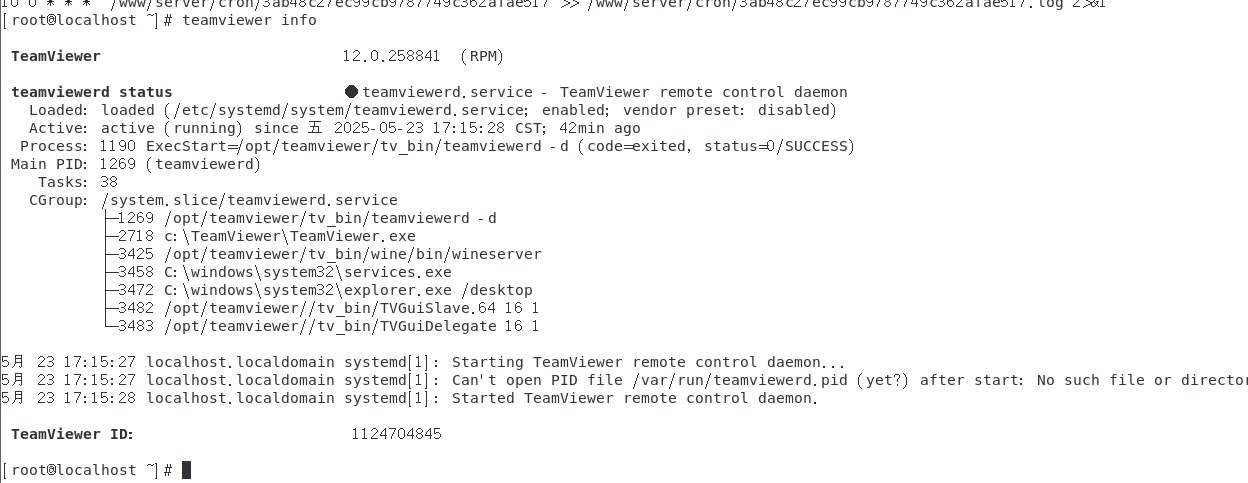 10 0 * * *  /www/server/cron/3ab48c27ec99cb9787749c362afae517 >> /www/server/cron/3ab48c27ec99cb9787749c362afae517.log 2>&1
[root@localhost ~]# teamviewer info
TeamViewer                           12.0.258841  (RPM)
teamviewerd status                   ● teamviewerd.service - TeamViewer remote control daemon
Loaded: loaded (/etc/systemd/system/teamviewerd.service; enabled; vendor preset: disabled)
Active: active (running) since 五 2025-05-23 17:15:28 CST; 42min ago
Process: 1190 ExecStart=/opt/teamviewer/tv_bin/teamviewerd -d (code=exited, status=0/SUCCESS)
Main PID: 1269 (teamviewerd)
Tasks: 38
CGroup: /system.slice/teamviewerd.service
├─1269 /opt/teamviewer/tv_bin/teamviewerd -d
├─2718 c:\TeamViewer\TeamViewer.exe
├─3425 /opt/teamviewer/tv_bin/wine/bin/wineserver
├─3458 C:\windows\system32\services.exe
├─3472 C:\windows\system32\explorer.exe /desktop
├─3482 /opt/teamviewer//tv_bin/TVGuiSlave.64 16 1
└─3483 /opt/teamviewer//tv_bin/TVGuiDelegate 16 1
5月 23 17:15:27 localhost.localdomain systemd[1]: Starting TeamViewer remote control daemon...
5月 23 17:15:27 localhost.localdomain systemd[1]: Can't open PID file /var/run/teamviewerd.pid (yet?) after start: No such file or director
5月 23 17:15:28 localhost.localdomain systemd[1]: Started TeamViewer remote control daemon.
TeamViewer ID:                        1124704845
[root@localhost ~]#